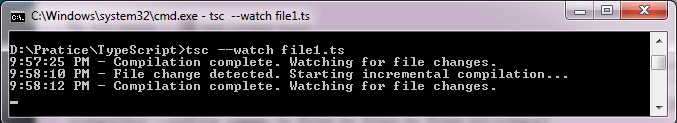 C:\Windows\system32\cmd.exe - tsc --watch file1.ts
D:\Pratice\TypeScript>tsc --watch file1.ts
9:57:25 PM - Compilation complete. Watching for file changes.
9:58:10 PM - File change detected. Starting incremental compilation...
9:58:12 PM - Compilation complete. Watching for file changes.